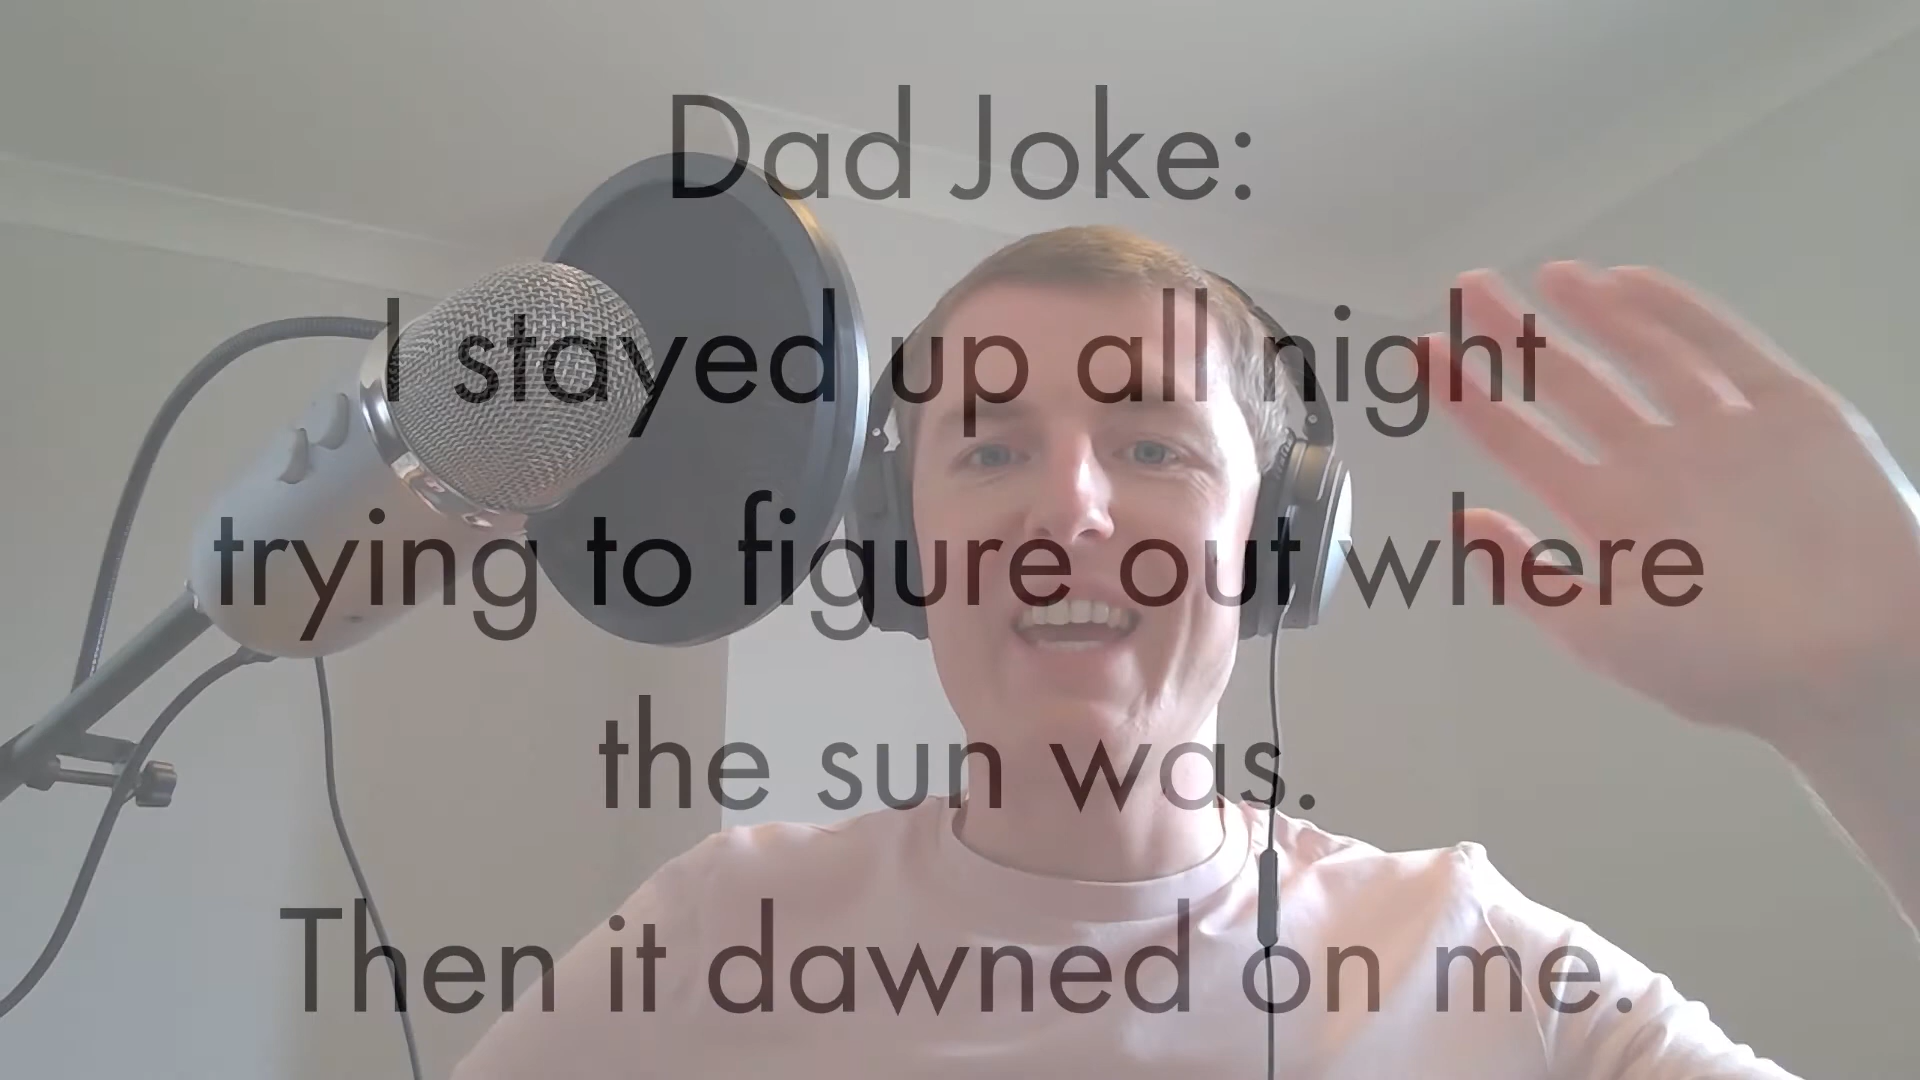 Dad Joke:
I stayed up all night
trying to figure out where
the sun was.
Then it dawned on me.